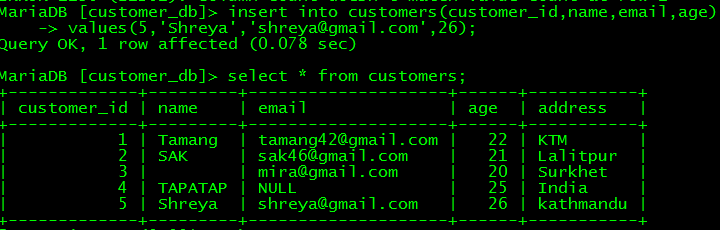 MariaDB [customer_db]> insert into customers(customer_id,name,email,age)
    -> values(5,'Shreya','shreya@gmail.com',26);
Query OK, 1 row affected (0.078 sec)
MariaDB [customer_db]> select * from customers;
+-------------+---------+-------------------+------+-----------+
| customer_id | name    | email             | age  | address   |
+-------------+---------+-------------------+------+-----------+
|           1 | Tamang  | tamang42@gmail.com |   22 | KTM       |
|           2 | SAK     | sak46@gmail.com   |   21 | Lalitpur  |
|           3 |         | mira@gmail.com    |   20 | Surkhet   |
|           4 | TAPATAP | NULL              |   25 | India     |
|           5 | Shreya  | shreya@gmail.com  |   26 | kathmandu |
+-------------+---------+-------------------+------+-----------+